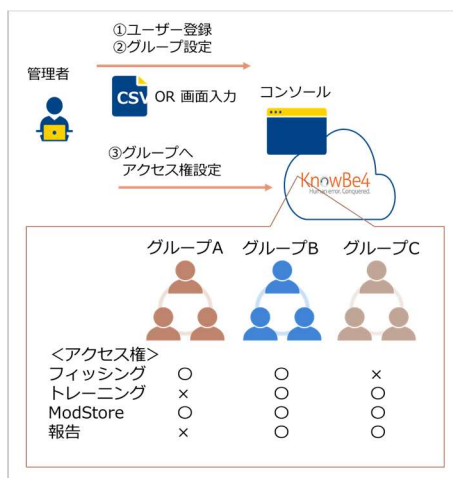 ①ユーザー登録
②グループ設定
管理者
CSV OR 画面入力
コンソール
③グループへ
アクセス権設定
KnowBe4
Human error. Conquered.
グループA グループB グループC
＜アクセス権＞
フィッシング ○ ○ ×
トレーニング × ○ ○
ModStore ○ ○ ○
報告 × ○ ○